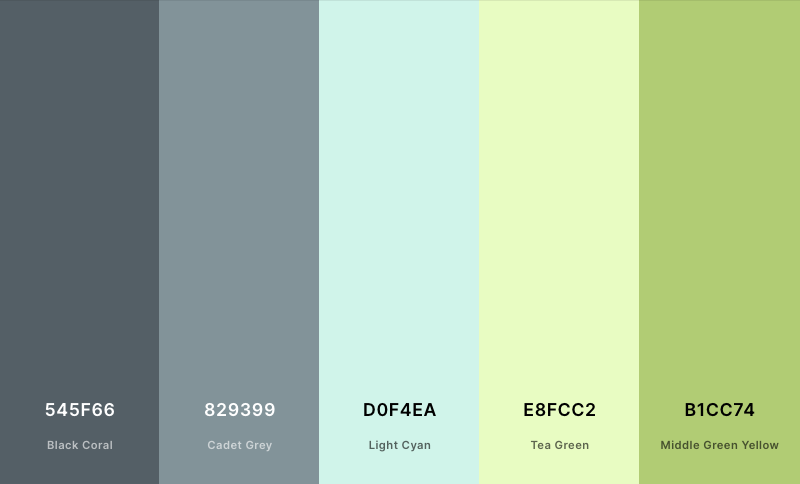 545F66
Black Coral
829399
Cadet Grey
D0F4EA
Light Cyan
E8FCC2
Tea Green
B1CC74
Middle Green Yellow